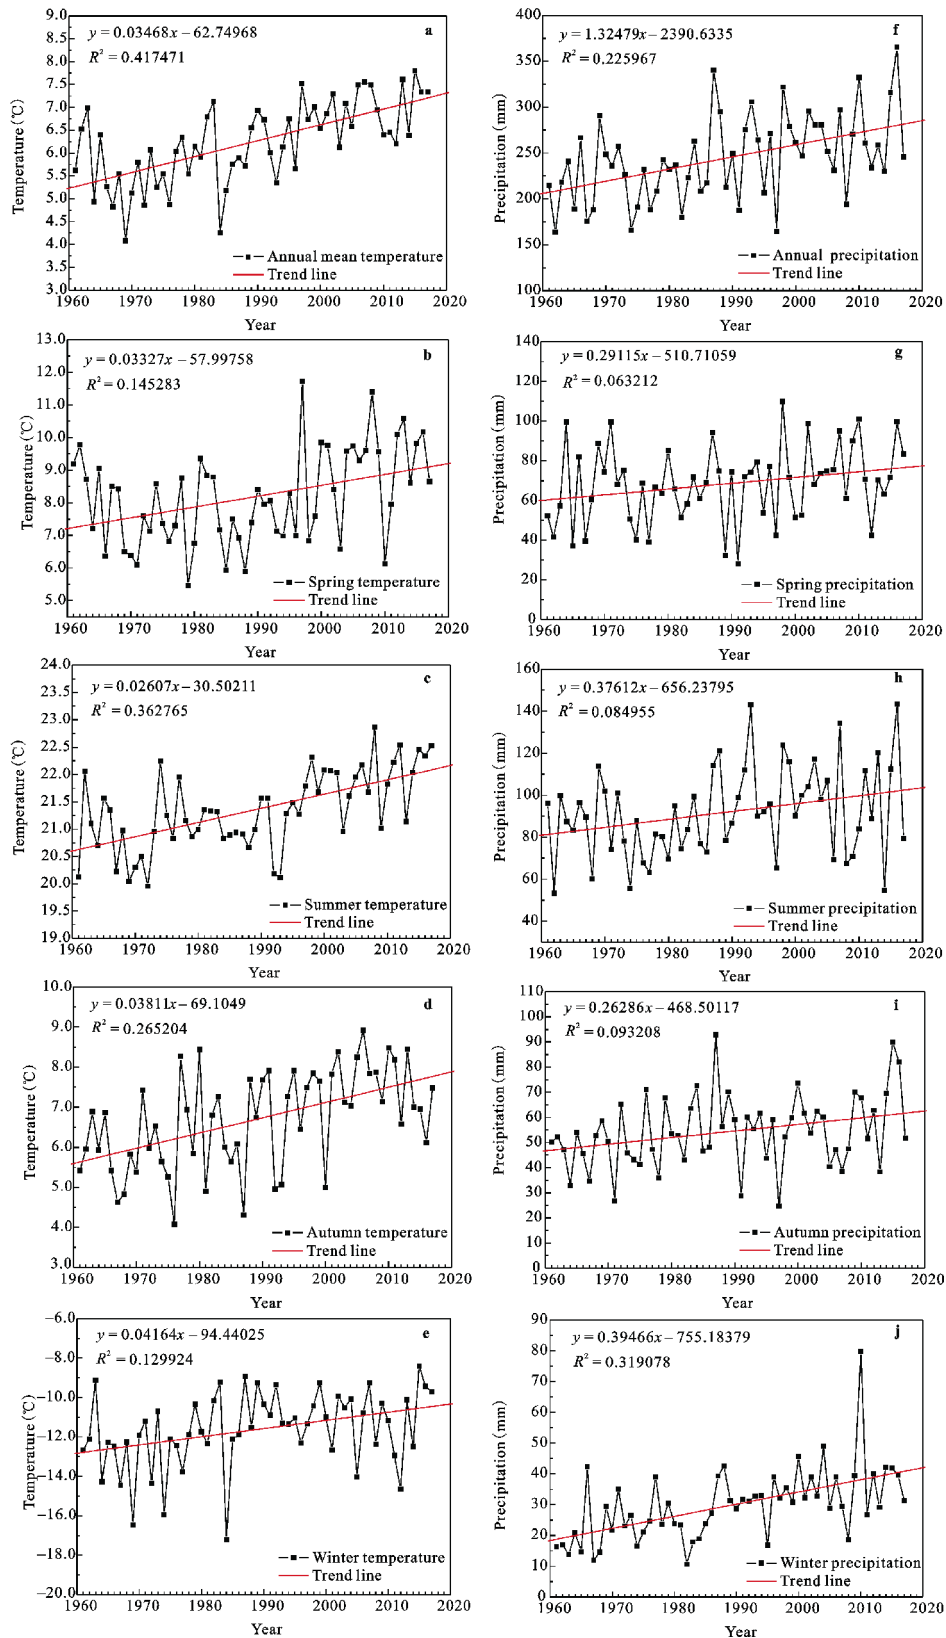 a
y = 0.03468x − 62.74968
R² = 0.417471
Temperature (℃)
9.0
8.0
7.0
6.0
5.0
4.0
3.0
Annual mean temperature
Trend line
1960 1970 1980 1990 2000 2010 2020
Year
f
y = 1.32479x − 2390.6335
R² = 0.225967
Precipitation (mm)
400
350
300
250
200
150
100
Annual precipitation
Trend line
1960 1970 1980 1990 2000 2010 2020
Year
b
y = 0.03327x − 57.99758
R² = 0.145283
Temperature (℃)
13.0
12.0
11.0
10.0
9.0
8.0
7.0
6.0
5.0
Spring temperature
Trend line
1960 1970 1980 1990 2000 2010 2020
Year
g
y = 0.29115x − 510.71059
R² = 0.063212
Precipitation (mm)
140
120
100
80
60
40
20
0
Spring precipitation
Trend line
1960 1970 1980 1990 2000 2010 2020
Year
c
y = 0.02607x − 30.50211
R² = 0.362765
Temperature (℃)
24.0
23.0
22.5
22.0
21.5
21.0
20.5
20.0
19.5
19.0
Summer temperature
Trend line
1960 1970 1980 1990 2000 2010 2020
Year
h
y = 0.37612x − 656.23795
R² = 0.084955
Precipitation (mm)
160
140
120
100
80
60
40
30
Summer precipitation
Trend line
1960 1970 1980 1990 2000 2010 2020
Year
d
y = 0.03811x − 69.1049
R² = 0.265204
Temperature (℃)
10.0
9.0
8.0
7.0
6.0
5.0
4.0
3.0
Autumn temperature
Trend line
1960 1970 1980 1990 2000 2010 2020
Year
i
y = 0.26286x − 468.50117
R² = 0.093208
Precipitation (mm)
110
100
90
80
70
60
50
40
30
20
10
0
Autumn precipitation
Trend line
1960 1970 1980 1990 2000 2010 2020
Year
e
y = 0.04164x − 94.44025
R² = 0.129924
Temperature (℃)
−6.0
−8.0
−10.0
−12.0
−14.0
−16.0
−18.0
−20.0
Winter temperature
Trend line
1960 1970 1980 1990 2000 2010 2020
Year
j
y = 0.39466x − 755.18379
R² = 0.319078
Precipitation (mm)
90
80
70
60
50
40
30
20
10
0
Winter precipitation
Trend line
1960 1970 1980 1990 2000 2010 2020
Year